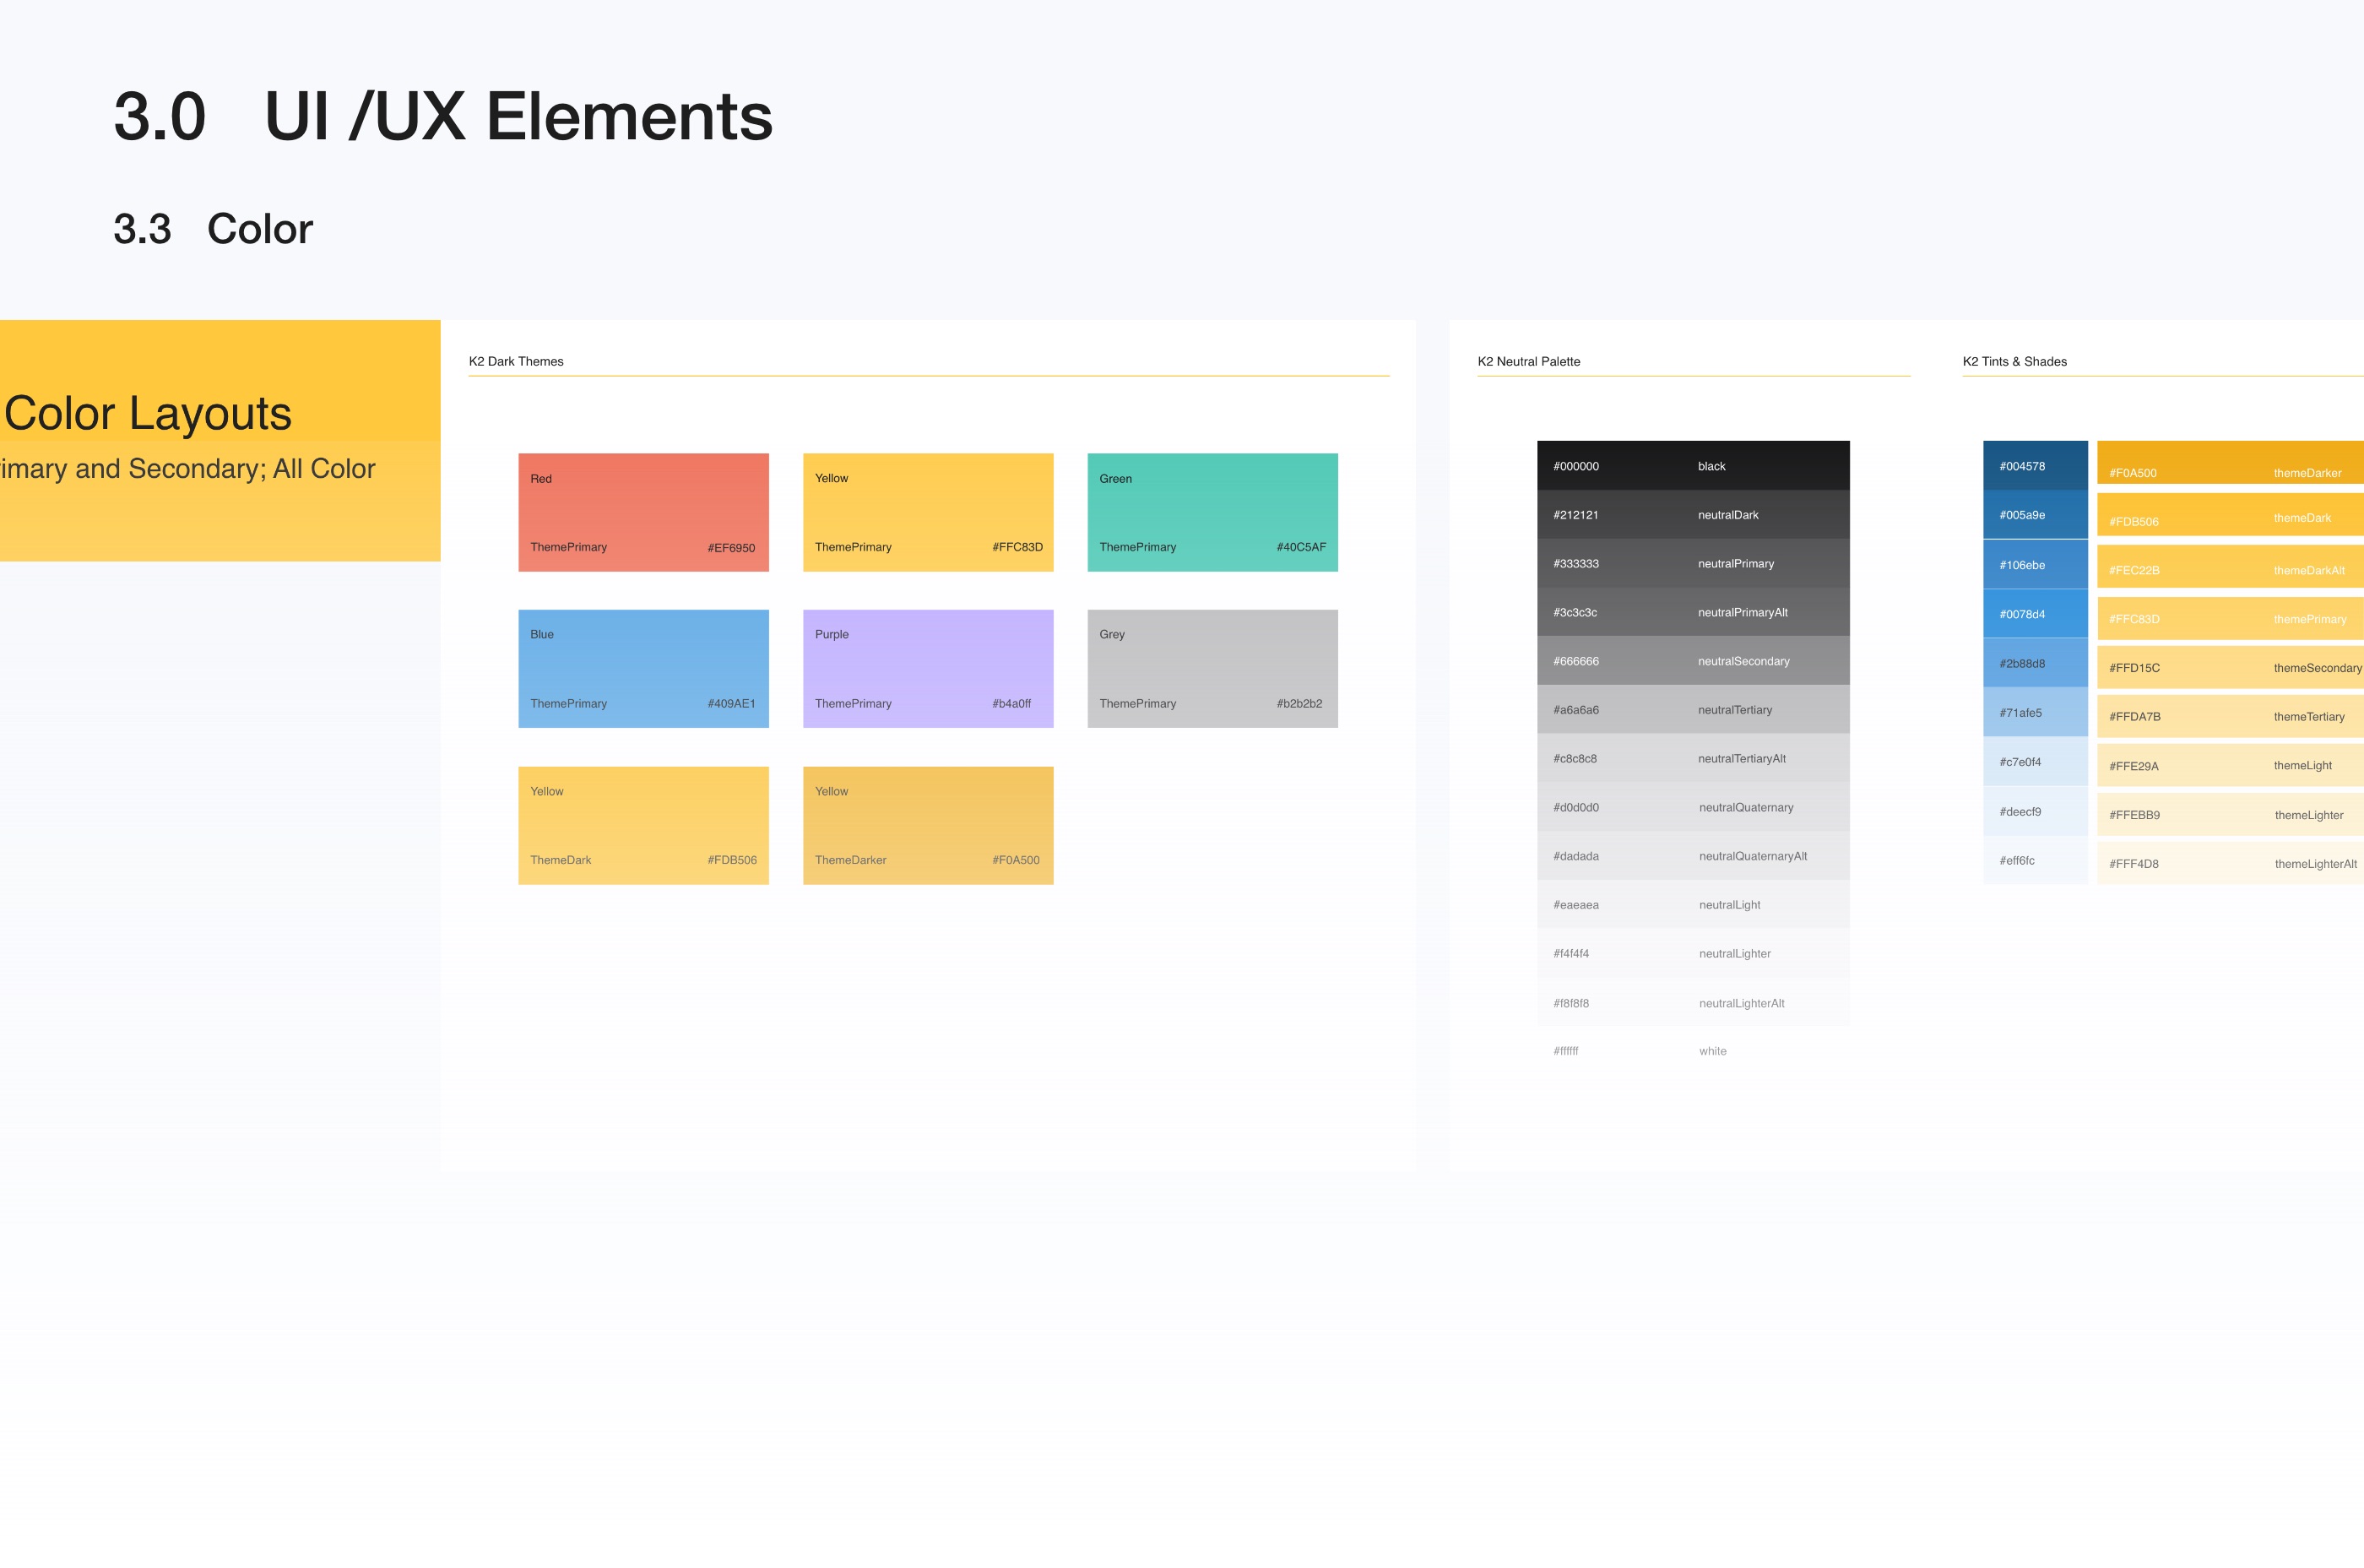 3.0 UI /UX Elements
3.3 Color
Color Layouts
and Secondary; All Color
K2 Dark Themes
Red
ThemePrimary #EF6950
Yellow
ThemePrimary #FFC83D
Green
ThemePrimary #40C5AF
Blue
ThemePrimary #409AE1
Purple
ThemePrimary #b4a0ff
Grey
ThemePrimary #b2b2b2
Yellow
ThemeDark #FDB506
Yellow
ThemeDarker #F0A500
K2 Neutral Palette
#000000 black
#212121 neutralDark
#333333 neutralPrimary
#3c3c3c neutralPrimaryAlt
#666666 neutralSecondary
#a6a6a6 neutralTertiary
#c8c8c8 neutralTertiaryAlt
#d0d0d0 neutralQuaternary
#dadada neutralQuaternaryAlt
#eaeaea neutralLight
#f4f4f4 neutralLighter
#f8f8f8 neutralLighterAlt
#ffffff white
K2 Tints & Shades
#004578
#005a9e
#106ebe
#0078d4
#2b88d8
#71afe5
#c7e0f4
#deecf9
#eff6fc
#F0A500 themeDarker
#FDB506 themeDark
#FEC22B themeDarkAlt
#FFC83D themePrimary
#FFD15C themeSecondary
#FFDA7B themeTertiary
#FFE29A themeLight
#FFEBB9 themeLighter
#FFF4D8 themeLighterAlt